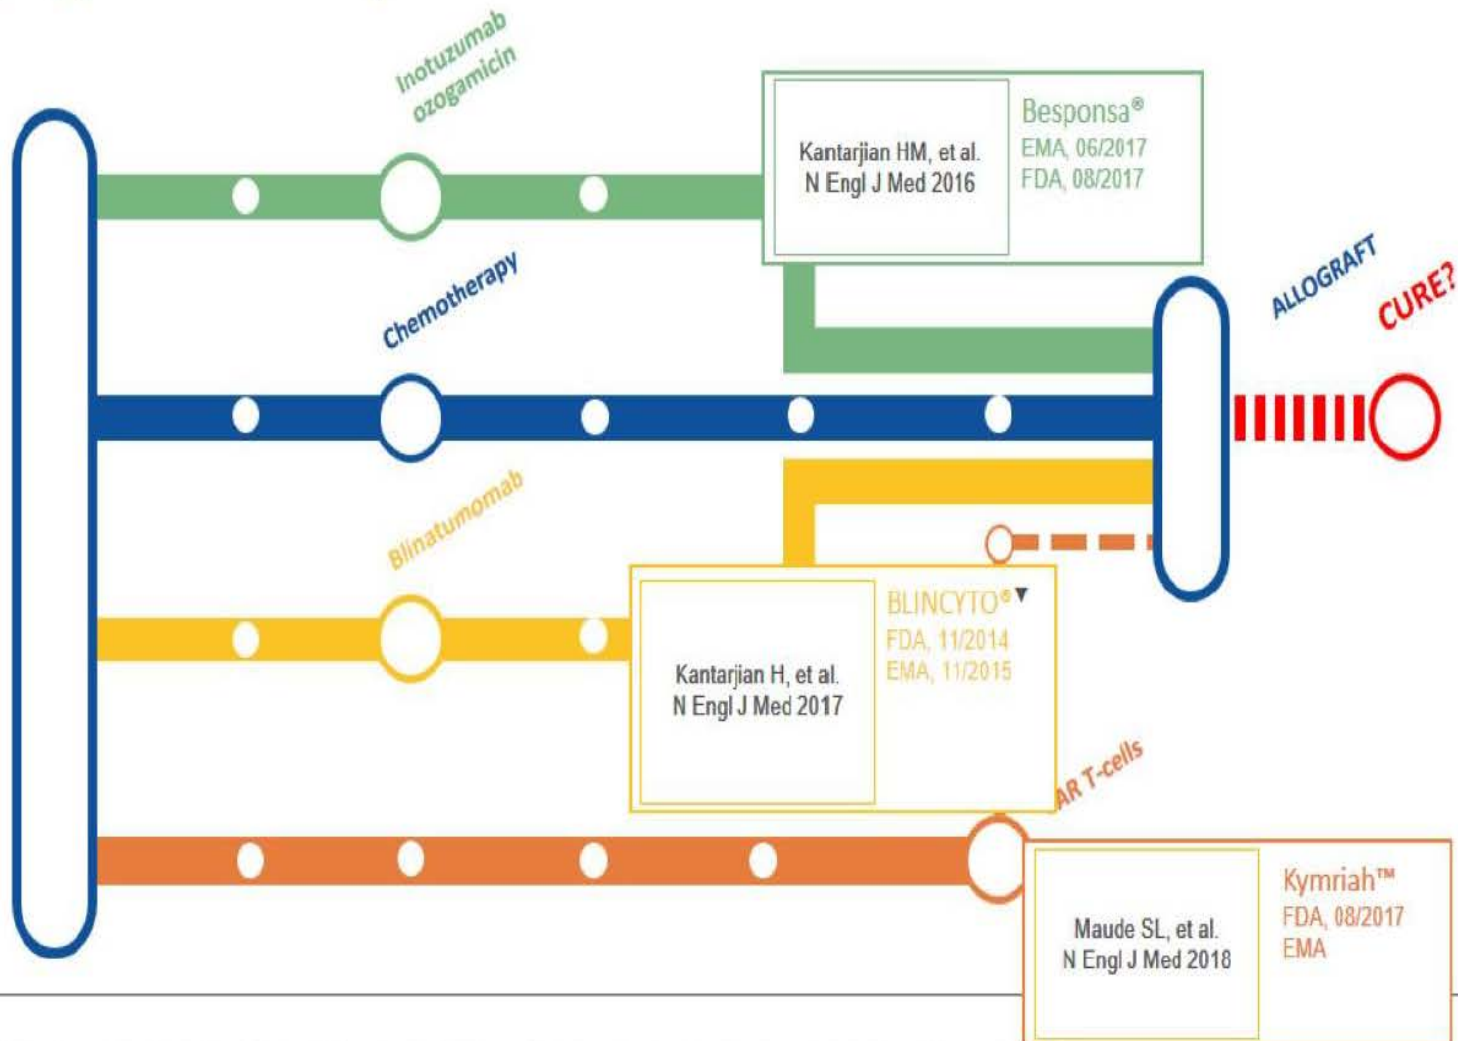 Inotuzumab
ozogamicin
Kantarjian HM, et al.
N Engl J Med 2016
Besponsa®
EMA, 06/2017
FDA, 08/2017
Chemotherapy
ALLOGRAFT
CURE?
Blinatumomab
Kantarjian H, et al.
N Engl J Med 2017
BLINCYTO®▼
FDA, 11/2014
EMA, 11/2015
AR T-cells
Maude SL, et al.
N Engl J Med 2018
Kymriah™
FDA, 08/2017
EMA